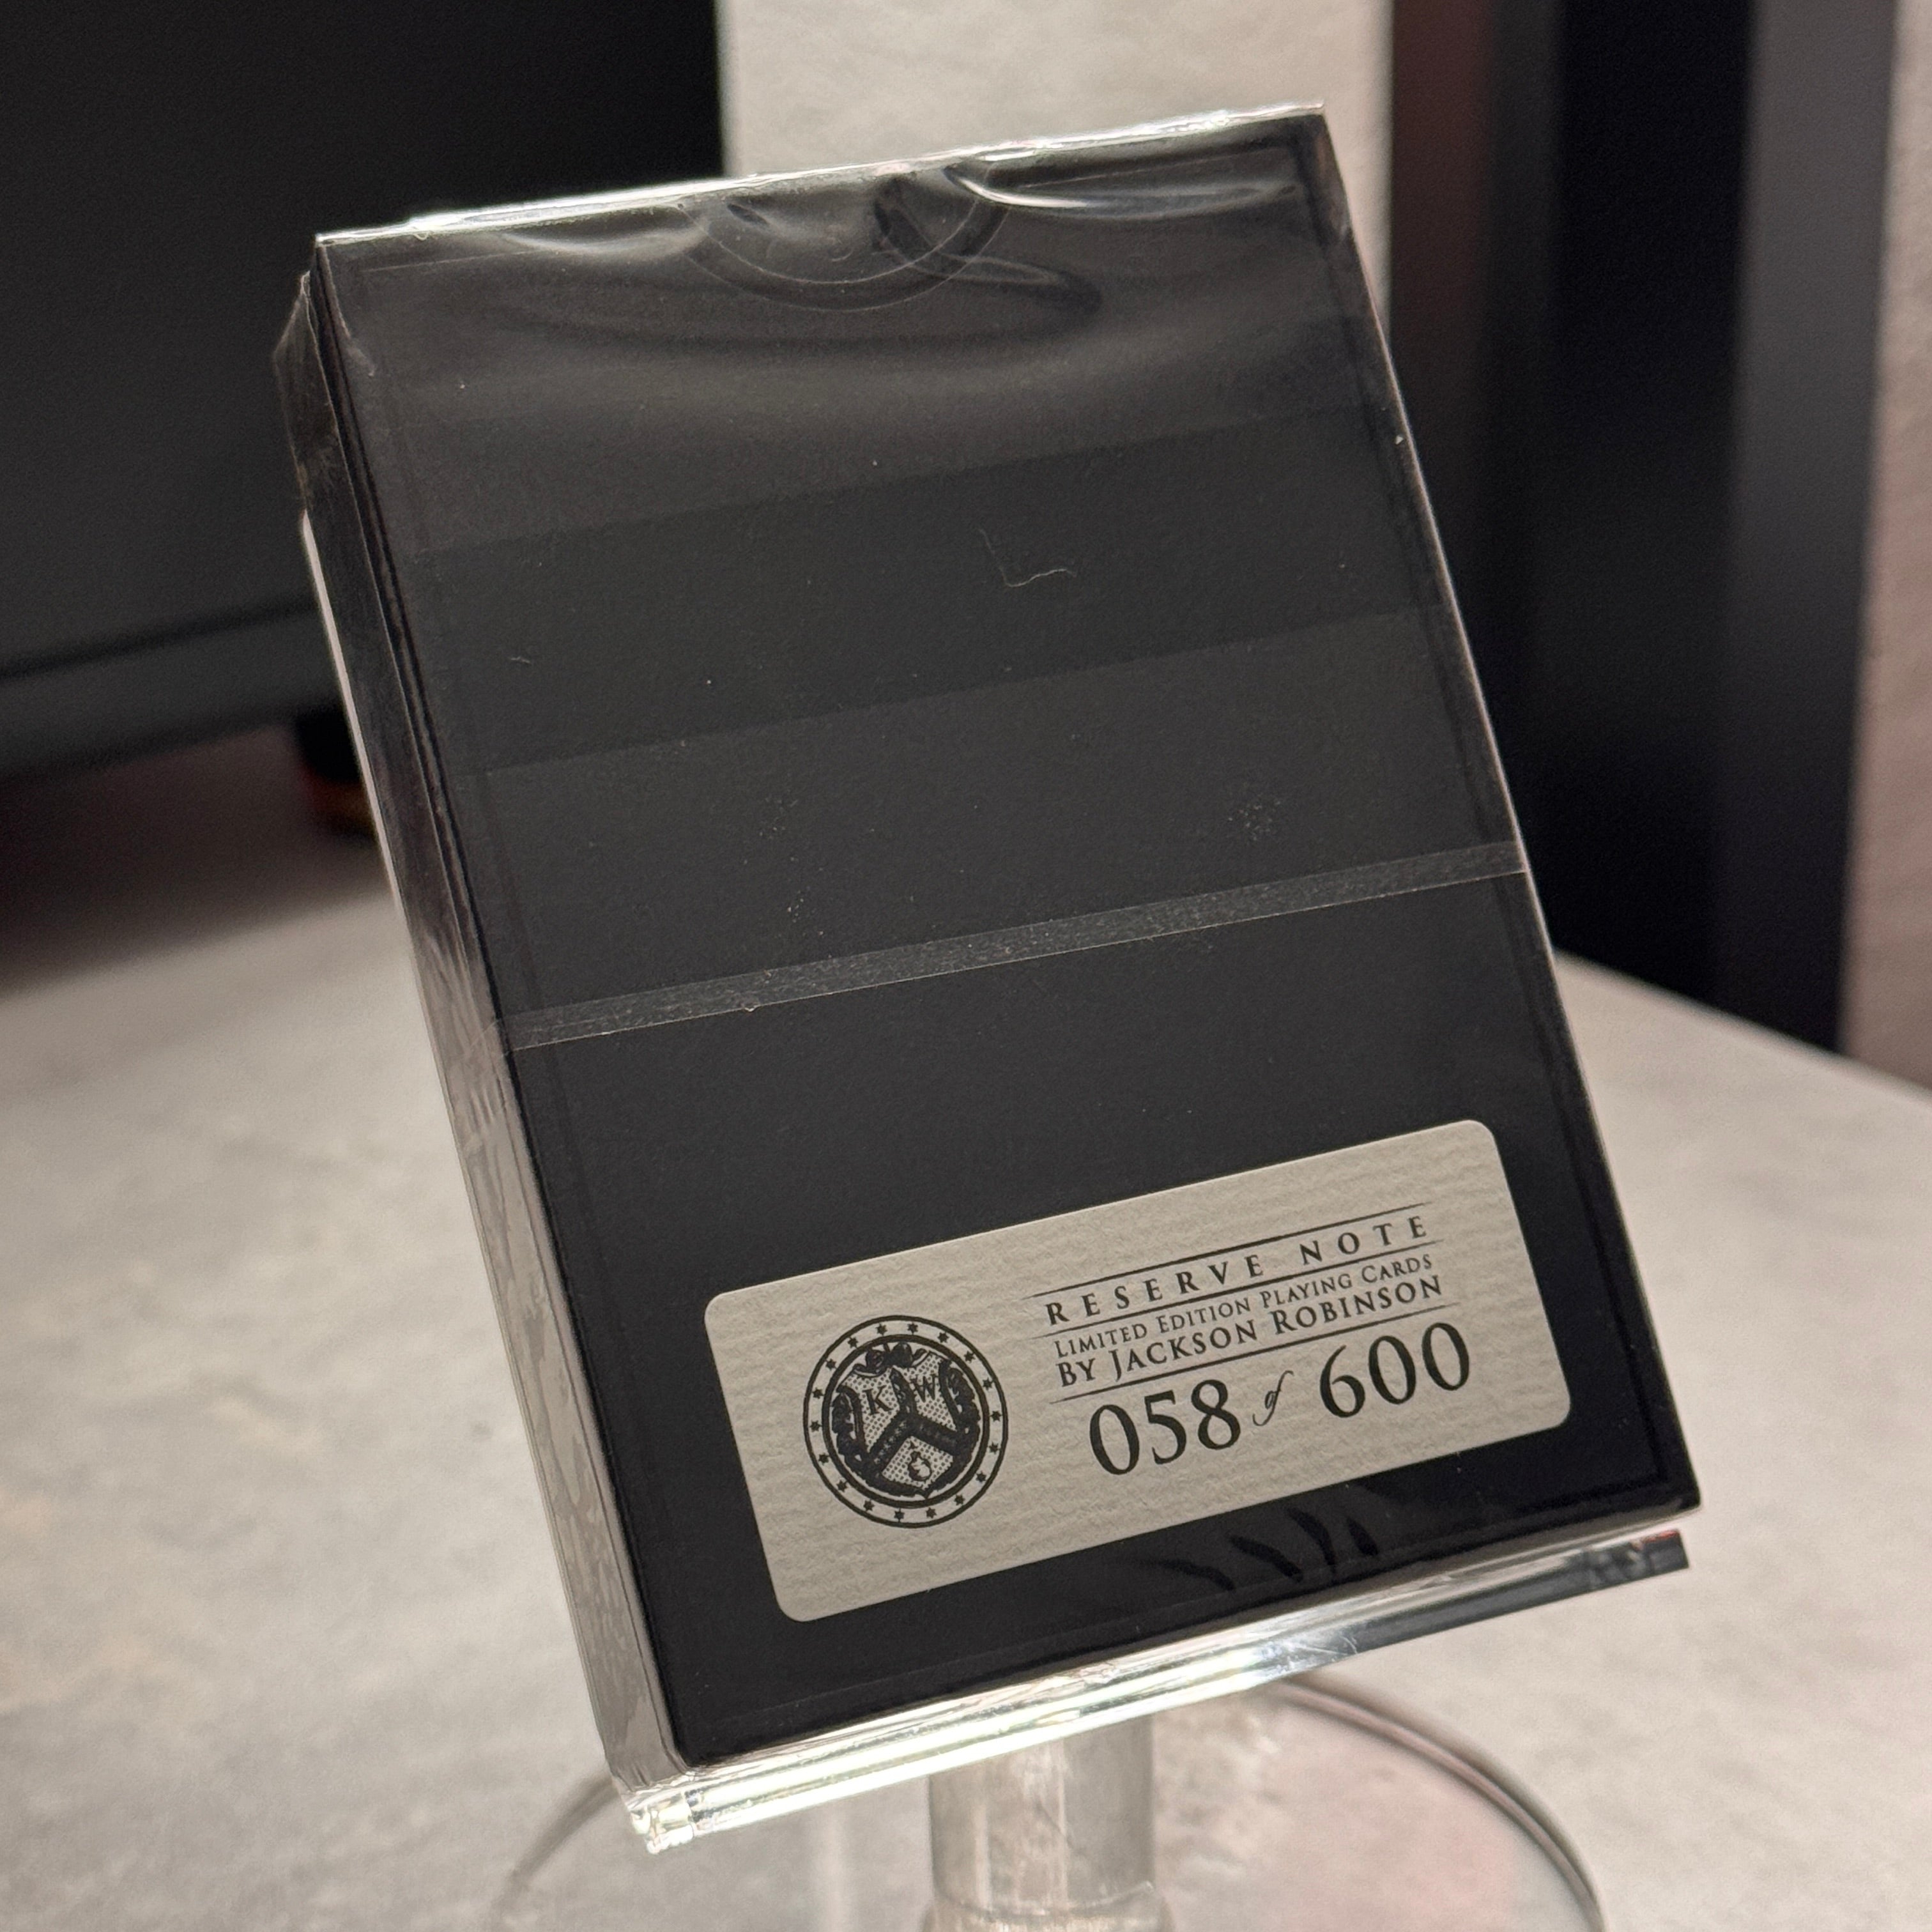 RESERVE NOTE
LIMITED EDITION PLAYING CARDS
BY JACKSON ROBINSON
058 of 600
K W